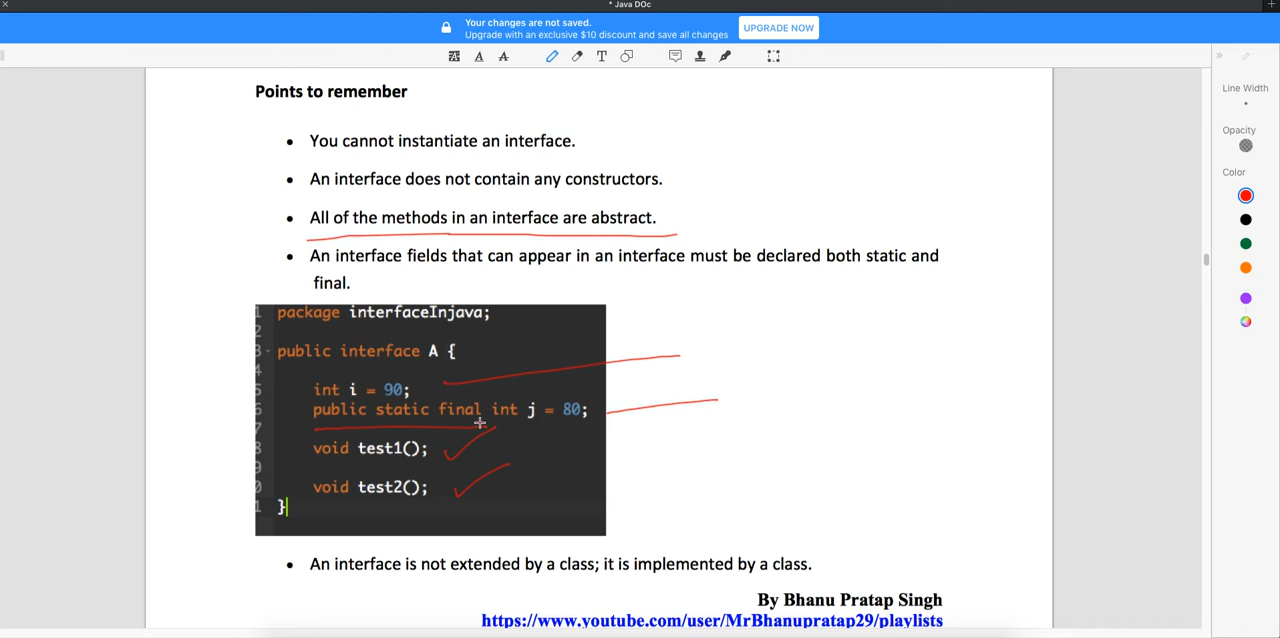 * Java DOc
Your changes are not saved.
Upgrade with an exclusive $10 discount and save all changes
UPGRADE NOW
Line Width
Opacity
Color
Points to remember
• You cannot instantiate an interface.
• An interface does not contain any constructors.
• All of the methods in an interface are abstract.
• An interface fields that can appear in an interface must be declared both static and
final.
1 package interfaceInjava;
2
3 public interface A {
4
5 int i = 90;
6 public static final int j = 80;
7
8 void test1();
9
0 void test2();
1 }
• An interface is not extended by a class; it is implemented by a class.
By Bhanu Pratap Singh
https://www.youtube.com/user/MrBhanupratap29/playlists